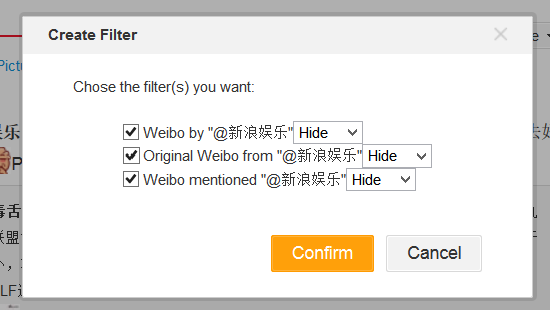 Create Filter
Pictu
Chose the filter(s) you want:
Weibo by "@新浪娱乐" Hide
Original Weibo from "@新浪娱乐" Hide
Weibo mentioned "@新浪娱乐" Hide
Confirm Cancel